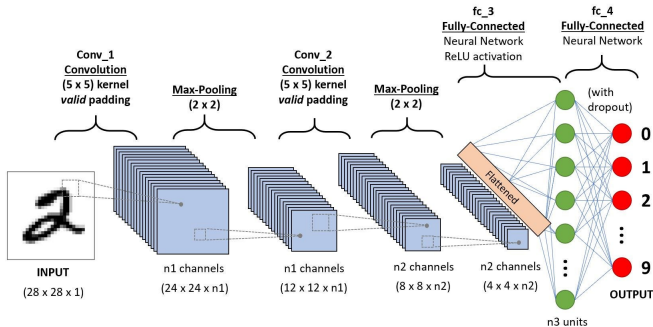 fc_3
Fully-Connected
Neural Network
ReLU activation
fc_4
Fully-Connected
Neural Network
Conv_1
Convolution
(5 x 5) kernel
valid padding
Max-Pooling
(2 x 2)
Conv_2
Convolution
(5 x 5) kernel
valid padding
Max-Pooling
(2 x 2)
(with
dropout)
0
1
2
9
Flattened
2
INPUT
(28 x 28 x 1)
n1 channels
(24 x 24 x n1)
n1 channels
(12 x 12 x n1)
n2 channels
(8 x 8 x n2)
n2 channels
(4 x 4 x n2)
n3 units
OUTPUT